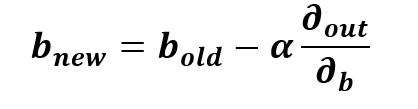 b_new = b_old − α ∂_out / ∂_b